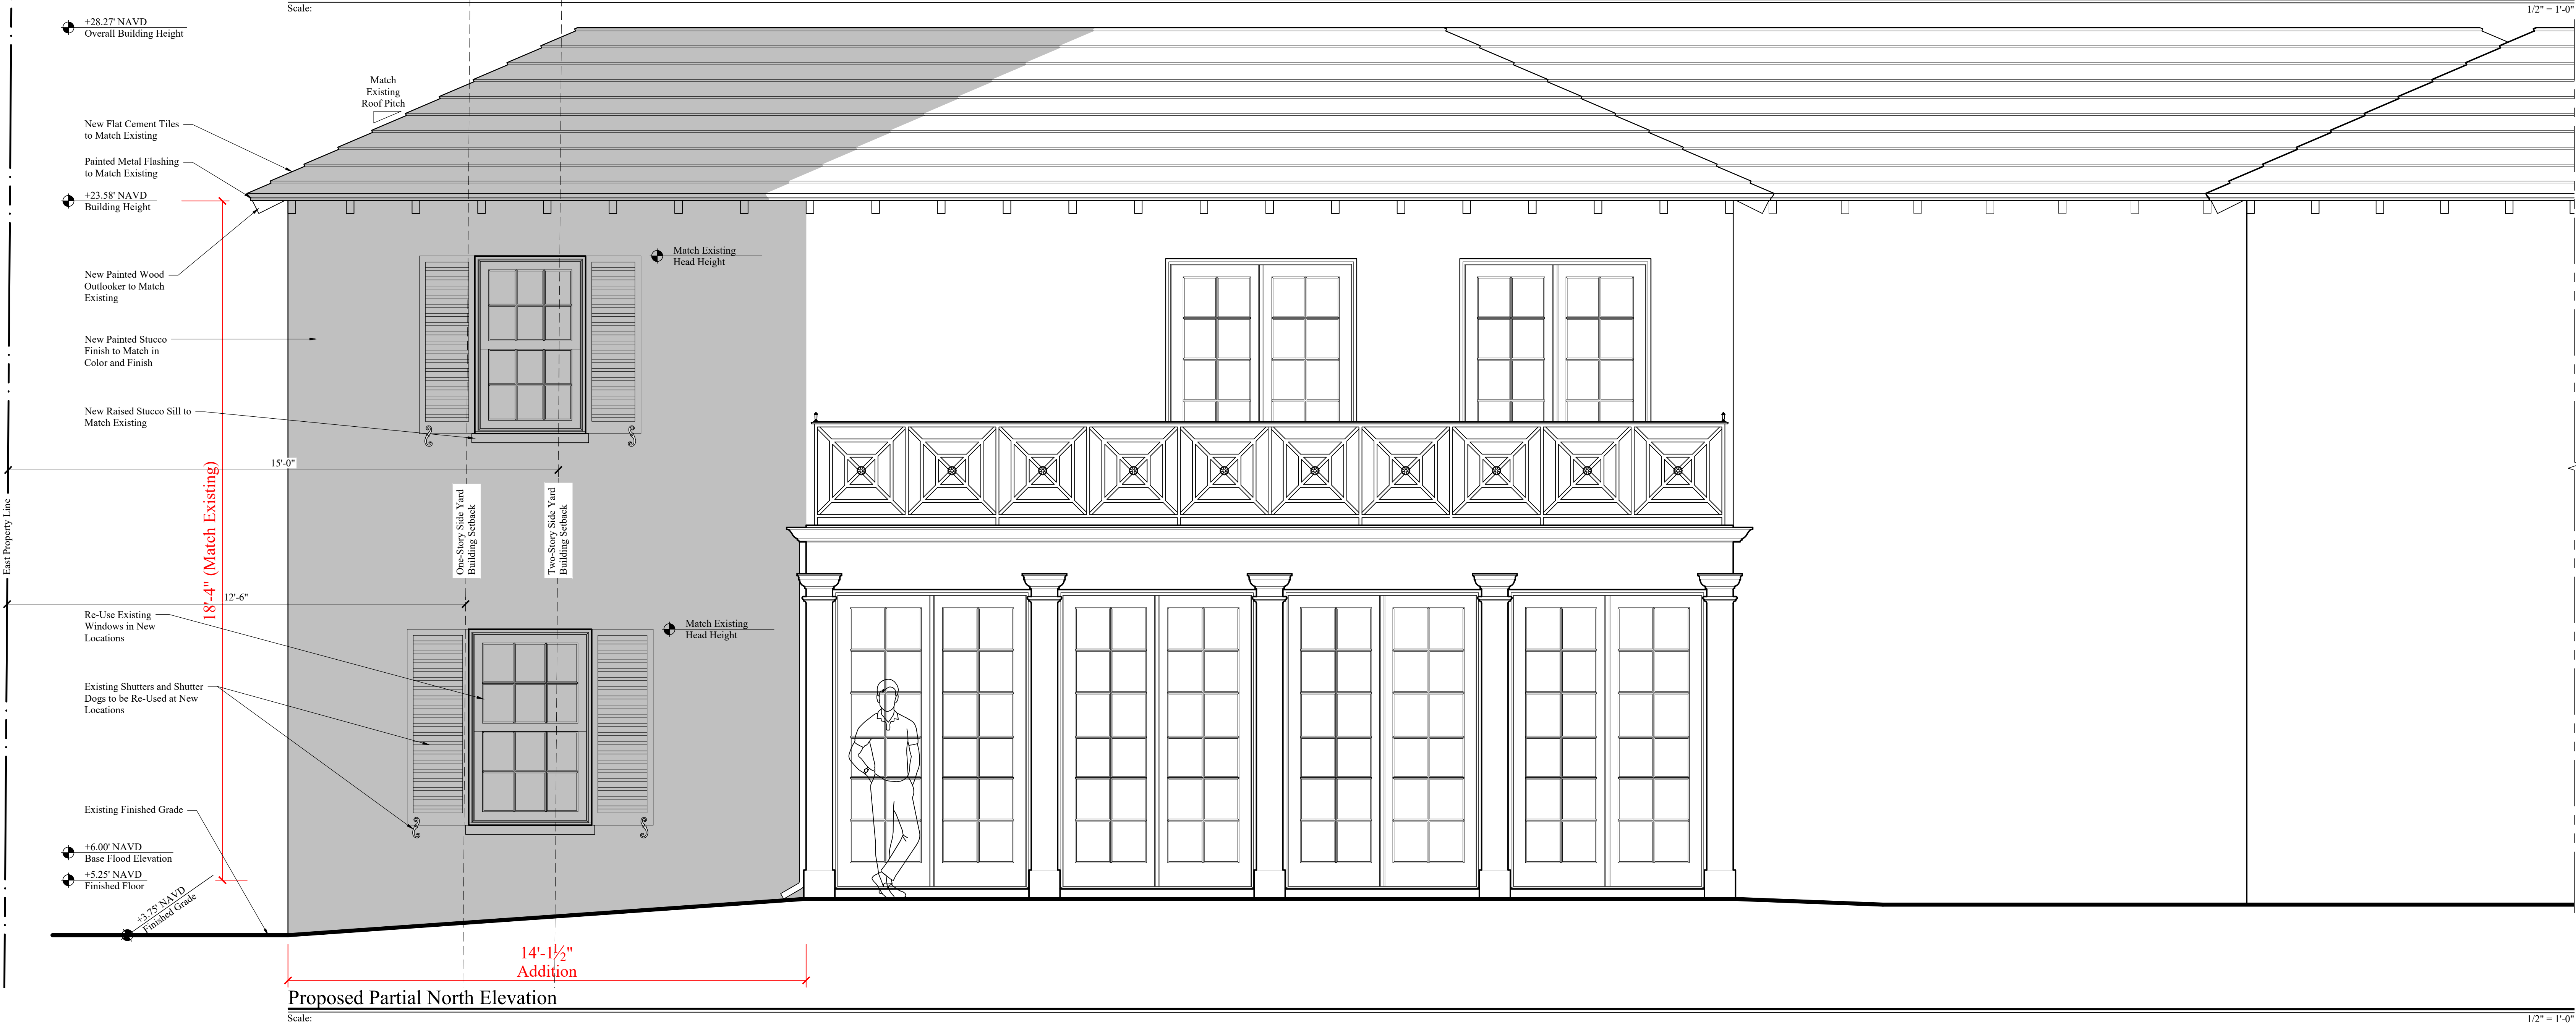 Scale:
1/2" = 1'-0"
+28.27' NAVD
Overall Building Height
Match
Existing
Roof Pitch
New Flat Cement Tiles
to Match Existing
Painted Metal Flashing
to Match Existing
+23.58' NAVD
Building Height
Match Existing
Head Height
New Painted Wood
Outlooker to Match
Existing
New Painted Stucco
Finish to Match in
Color and Finish
New Raised Stucco Sill to
Match Existing
15'-0"
18'-4" (Match Existing)
East Property Line
One-Story Side Yard
Building Setback
Two-Story Side Yard
Building Setback
12'-6"
Re-Use Existing
Windows in New
Locations
Match Existing
Head Height
Existing Shutters and Shutter
Dogs to be Re-Used at New
Locations
Existing Finished Grade
+6.00' NAVD
Base Flood Elevation
+5.25' NAVD
Finished Floor
+3.75' NAVD
Finished Grade
14'-1½"
Addition
Proposed Partial North Elevation
Scale:
1/2" = 1'-0"